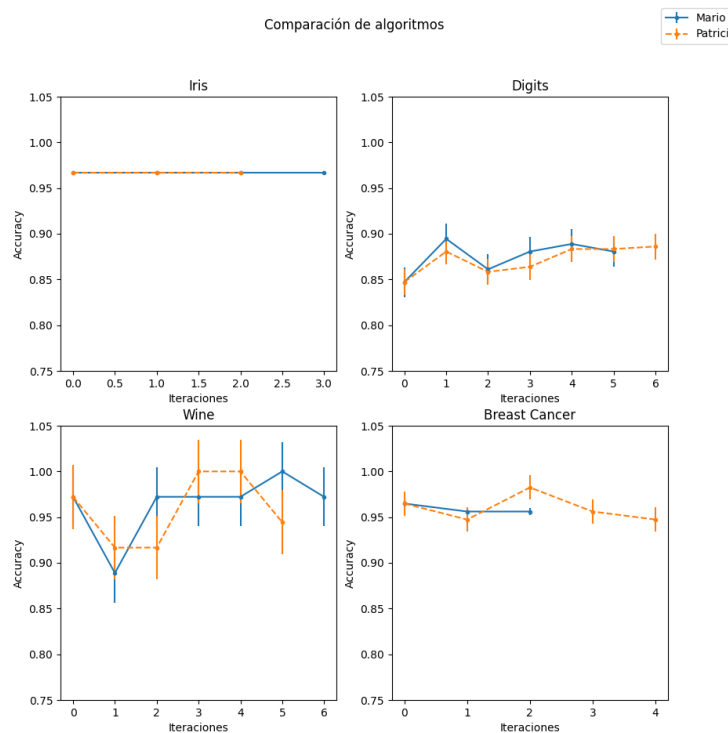 Comparación de algoritmos
Mario
Patrici
Iris
1.05
1.00
0.95
0.90
0.85
0.80
0.75
Accuracy
0.0 0.5 1.0 1.5 2.0 2.5 3.0
Iteraciones
Digits
1.05
1.00
0.95
0.90
0.85
0.80
0.75
Accuracy
0 1 2 3 4 5 6
Iteraciones
Wine
1.05
1.00
0.95
0.90
0.85
0.80
0.75
Accuracy
0 1 2 3 4 5 6
Iteraciones
Breast Cancer
1.05
1.00
0.95
0.90
0.85
0.80
0.75
Accuracy
0 1 2 3 4
Iteraciones